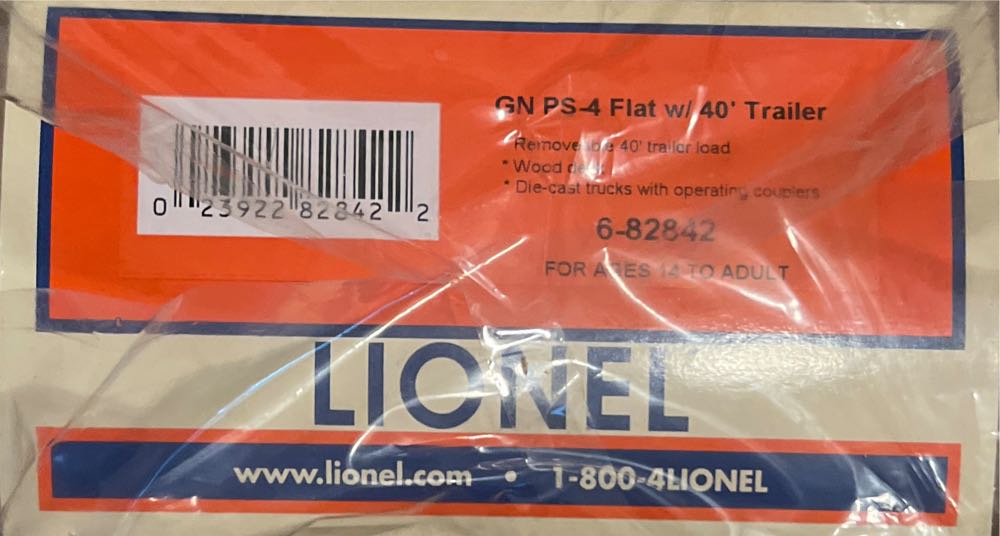 GN PS-4 Flat w/ 40' Trailer
Removeable 40' trailer load
* Wood deck
* Die-cast trucks with operating couplers
6-82842
FOR AGES 14 TO ADULT
0 23922 82842 2
LIONEL
www.lionel.com • 1-800-4LIONEL